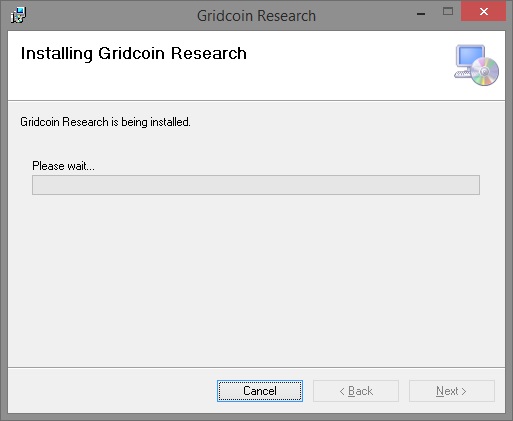 Gridcoin Research
Installing Gridcoin Research
Gridcoin Research is being installed.
Please wait...
Cancel
< Back
Next >